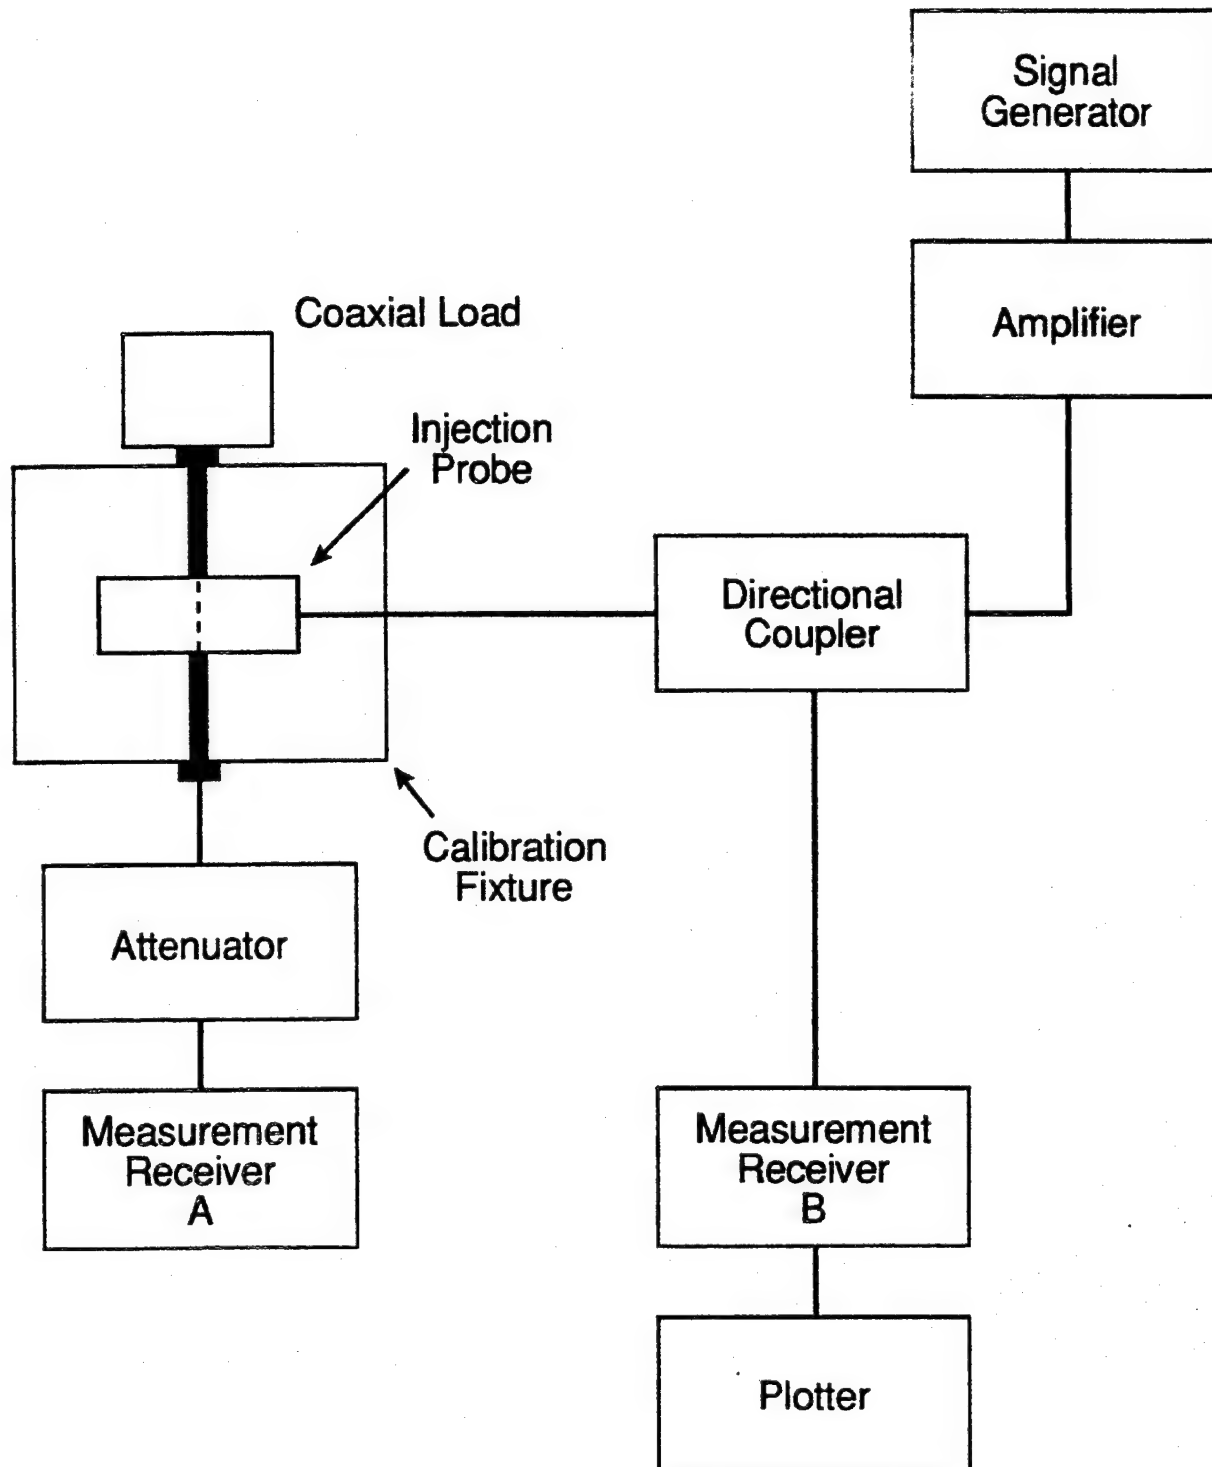 Signal
Generator
Amplifier
Coaxial Load
Injection
Probe
Directional
Coupler
Calibration
Fixture
Attenuator
Measurement
Receiver
A
Measurement
Receiver
B
Plotter